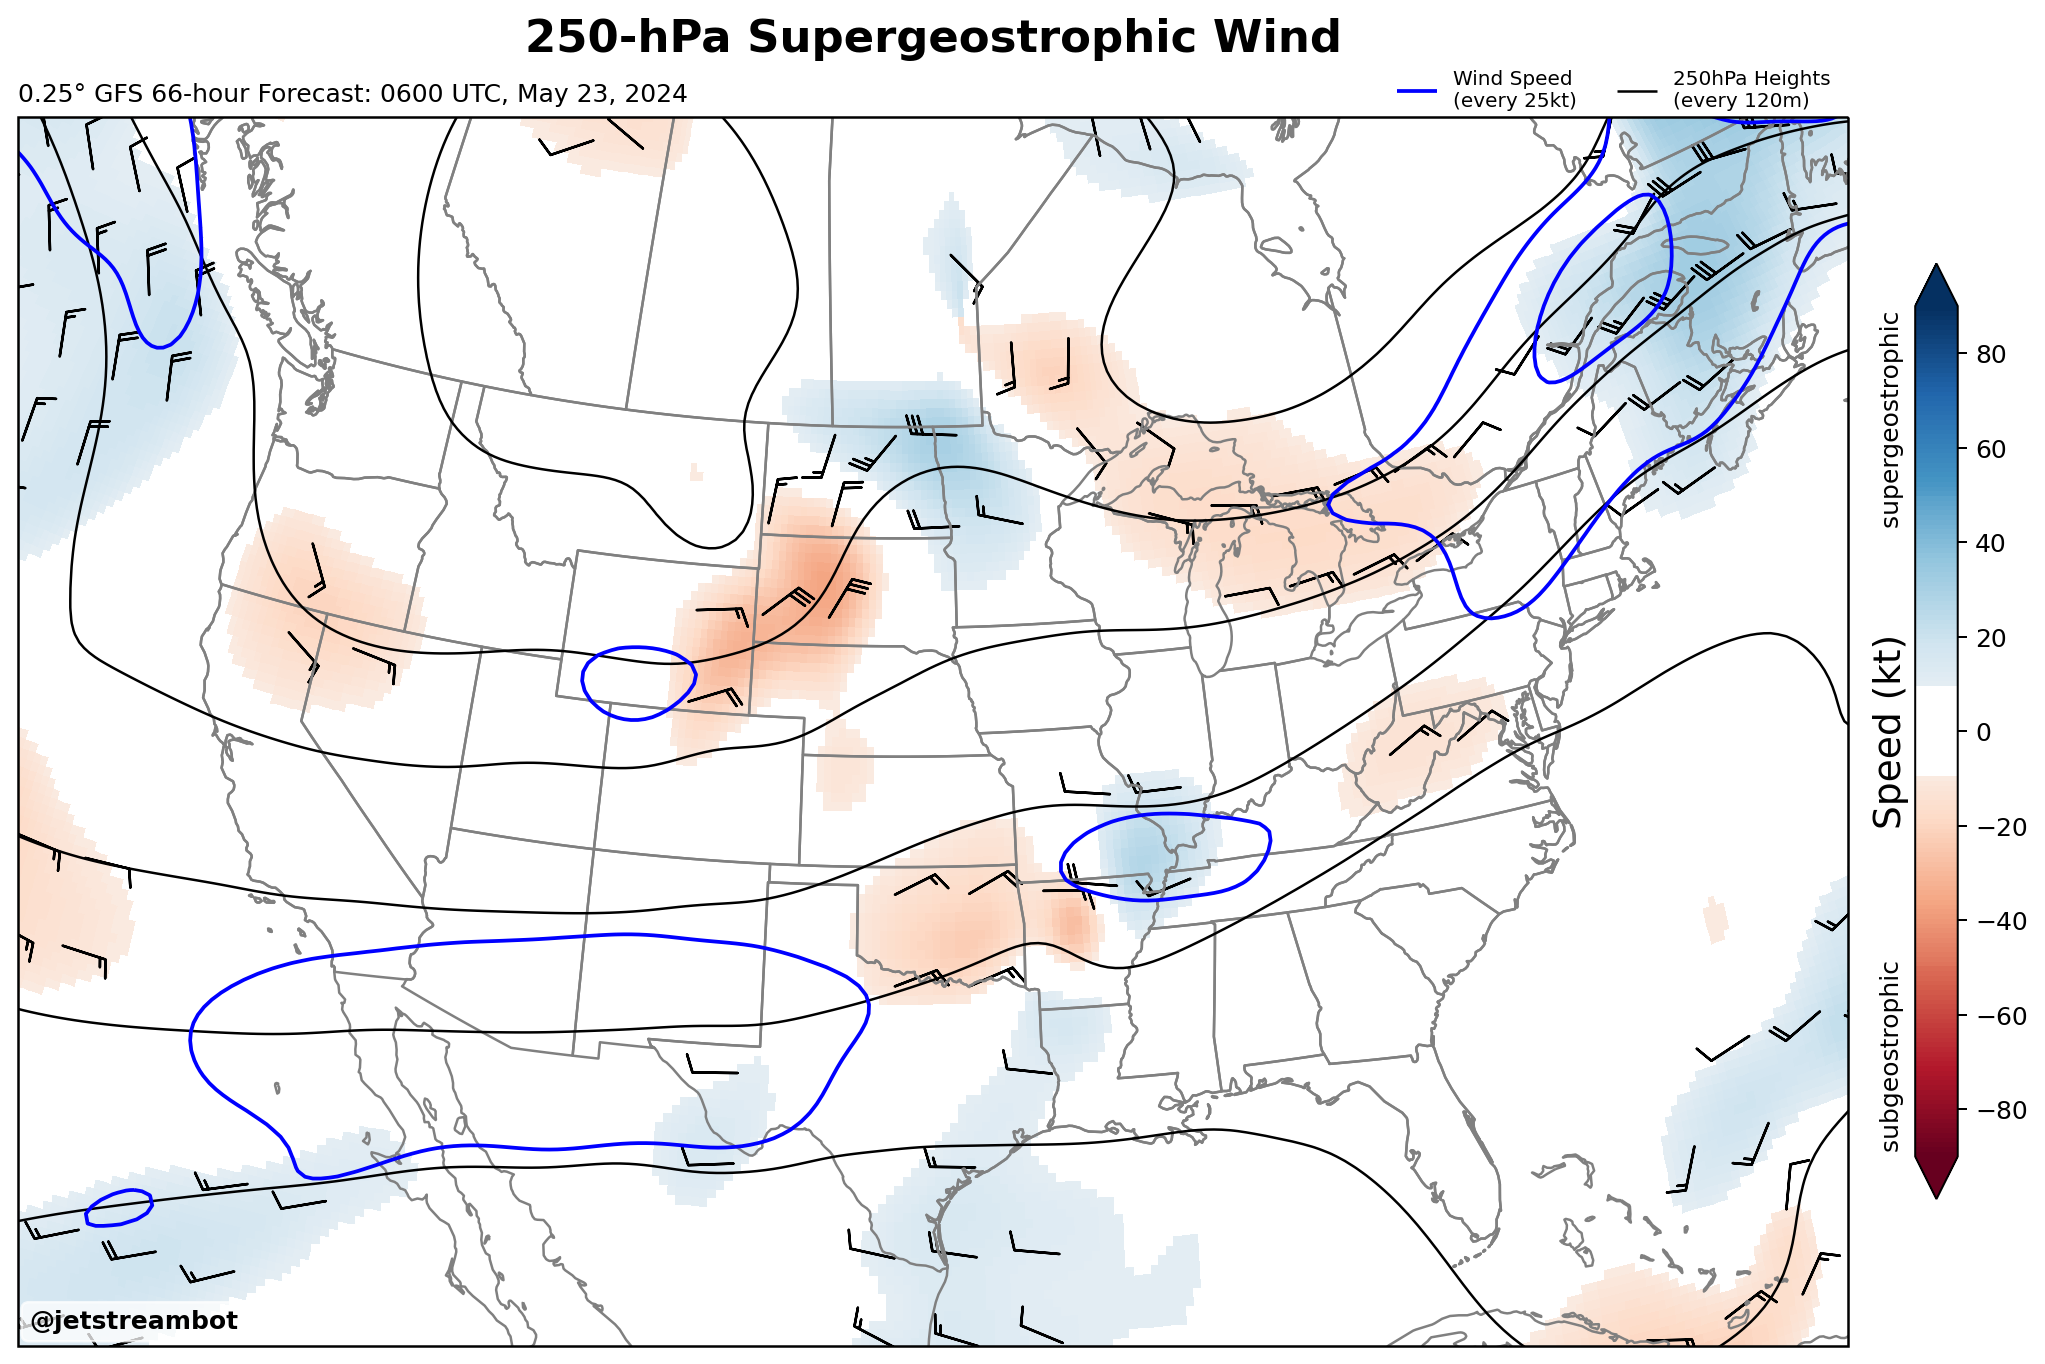 250-hPa Supergeostrophic Wind
0.25° GFS 66-hour Forecast: 0600 UTC, May 23, 2024
Wind Speed
(every 25kt)
250hPa Heights
(every 120m)
supergeostrophic
Speed (kt)
subgeostrophic
80
60
40
20
0
−20
−40
−60
−80
@jetstreambot